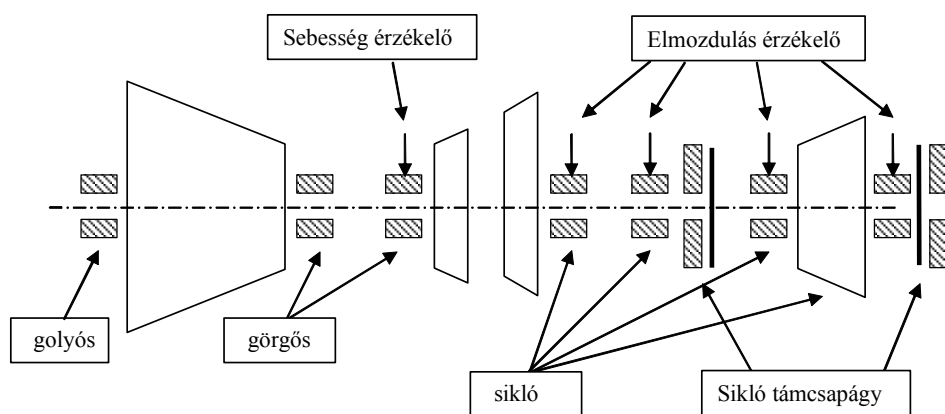 Sebesség érzékelő
Elmozdulás érzékelő
golyós
görgős
sikló
Sikló támcsapágy